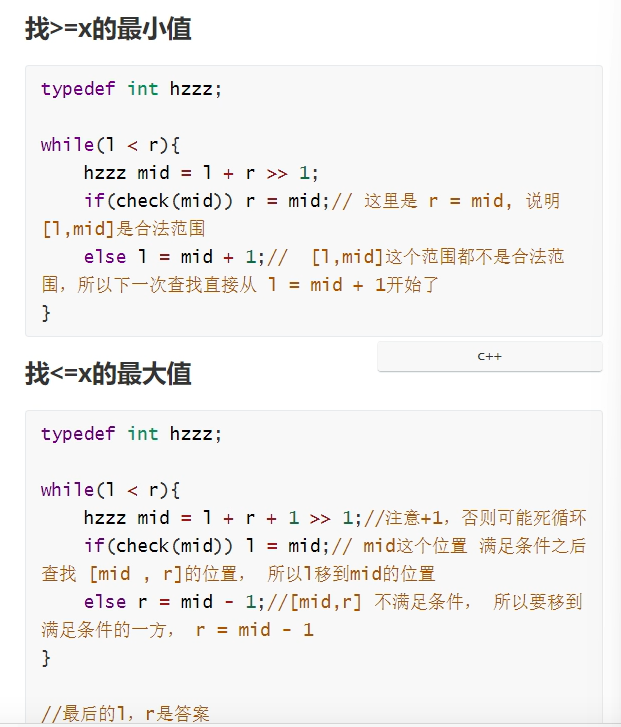 找>=x的最小值
typedef int hzzz;
while(l < r){
hzzz mid = l + r >> 1;
if(check(mid)) r = mid;// 这里是 r = mid, 说明
[l,mid]是合法范围
else l = mid + 1;//  [l,mid]这个范围都不是合法范
围，所以下一次查找直接从 l = mid + 1开始了
}
C++
找<=x的最大值
typedef int hzzz;
while(l < r){
hzzz mid = l + r + 1 >> 1;//注意+1，否则可能死循环
if(check(mid)) l = mid;// mid这个位置 满足条件之后
查找 [mid , r]的位置， 所以l移到mid的位置
else r = mid - 1;//[mid,r] 不满足条件， 所以要移到
满足条件的一方， r = mid - 1
}
//最后的l，r是答案